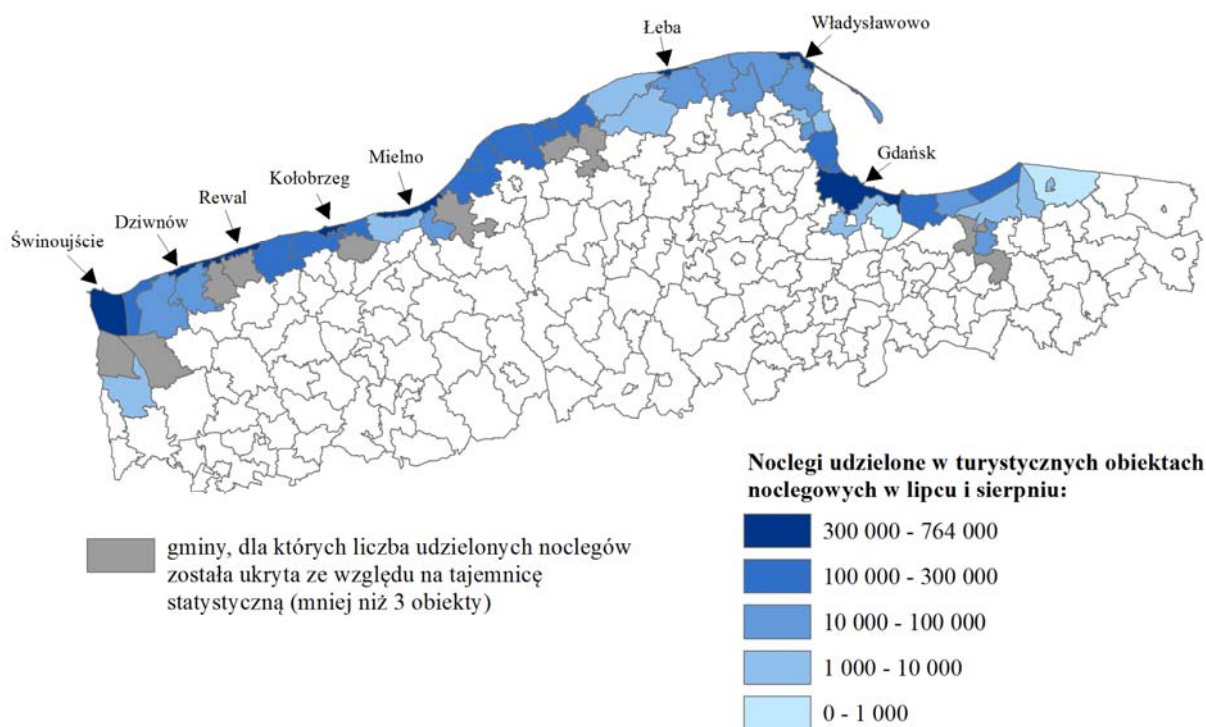 Łeba
Władysławowo
Gdańsk
Mielno
Kołobrzeg
Rewal
Dziwnów
Świnoujście
gminy, dla których liczba udzielonych noclegów
została ukryta ze względu na tajemnicę
statystyczną (mniej niż 3 obiekty)
Noclegi udzielone w turystycznych obiektach
noclegowych w lipcu i sierpniu:
300 000 - 764 000
100 000 - 300 000
10 000 - 100 000
1 000 - 10 000
0 - 1 000